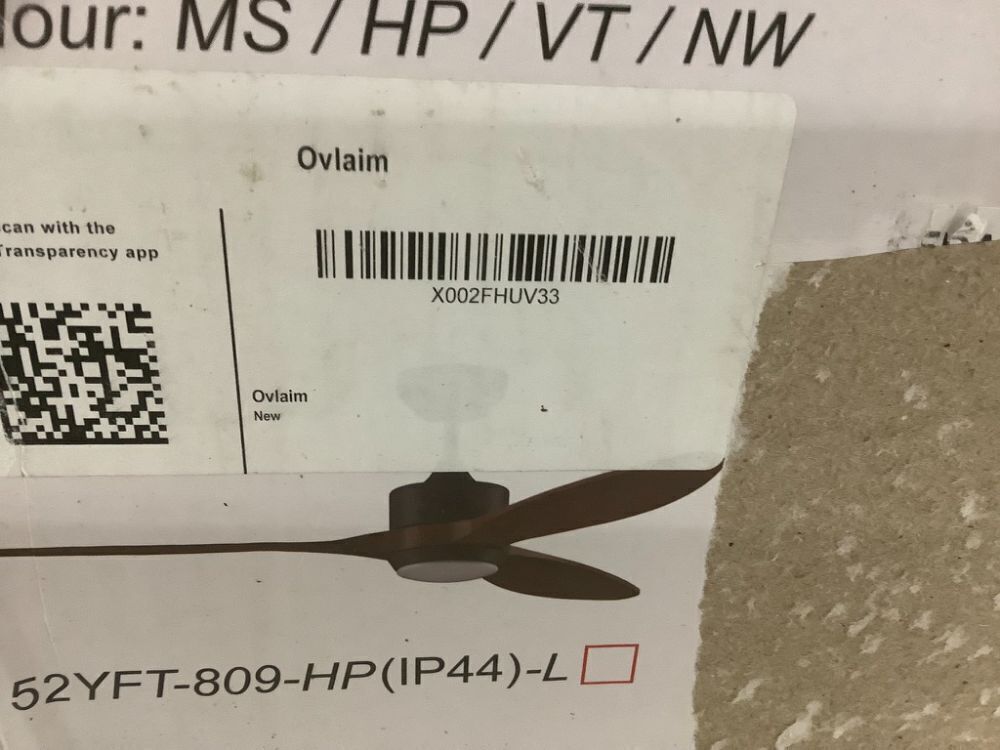 lour: MS / HP / VT / NW
Ovlaim
can with the
Transparency app
X002FHUV33
Ovlaim
New
52YFT-809-HP(IP44)-L